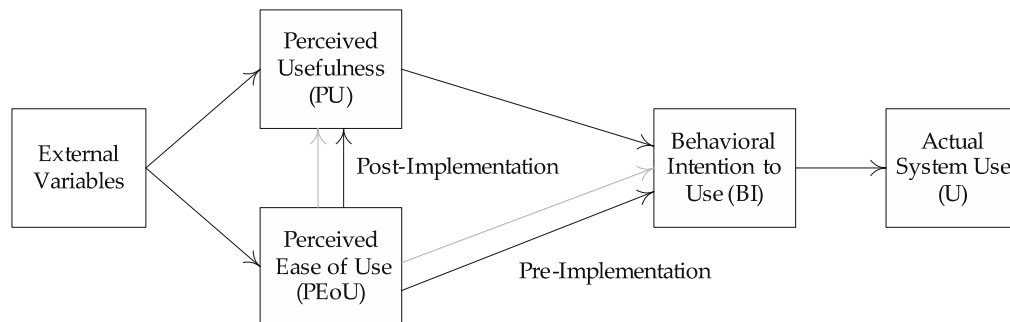 External
Variables
Perceived
Usefulness
(PU)
Post-Implementation
Perceived
Ease of Use
(PEoU)
Pre-Implementation
Behavioral
Intention to
Use (BI)
Actual
System Use
(U)